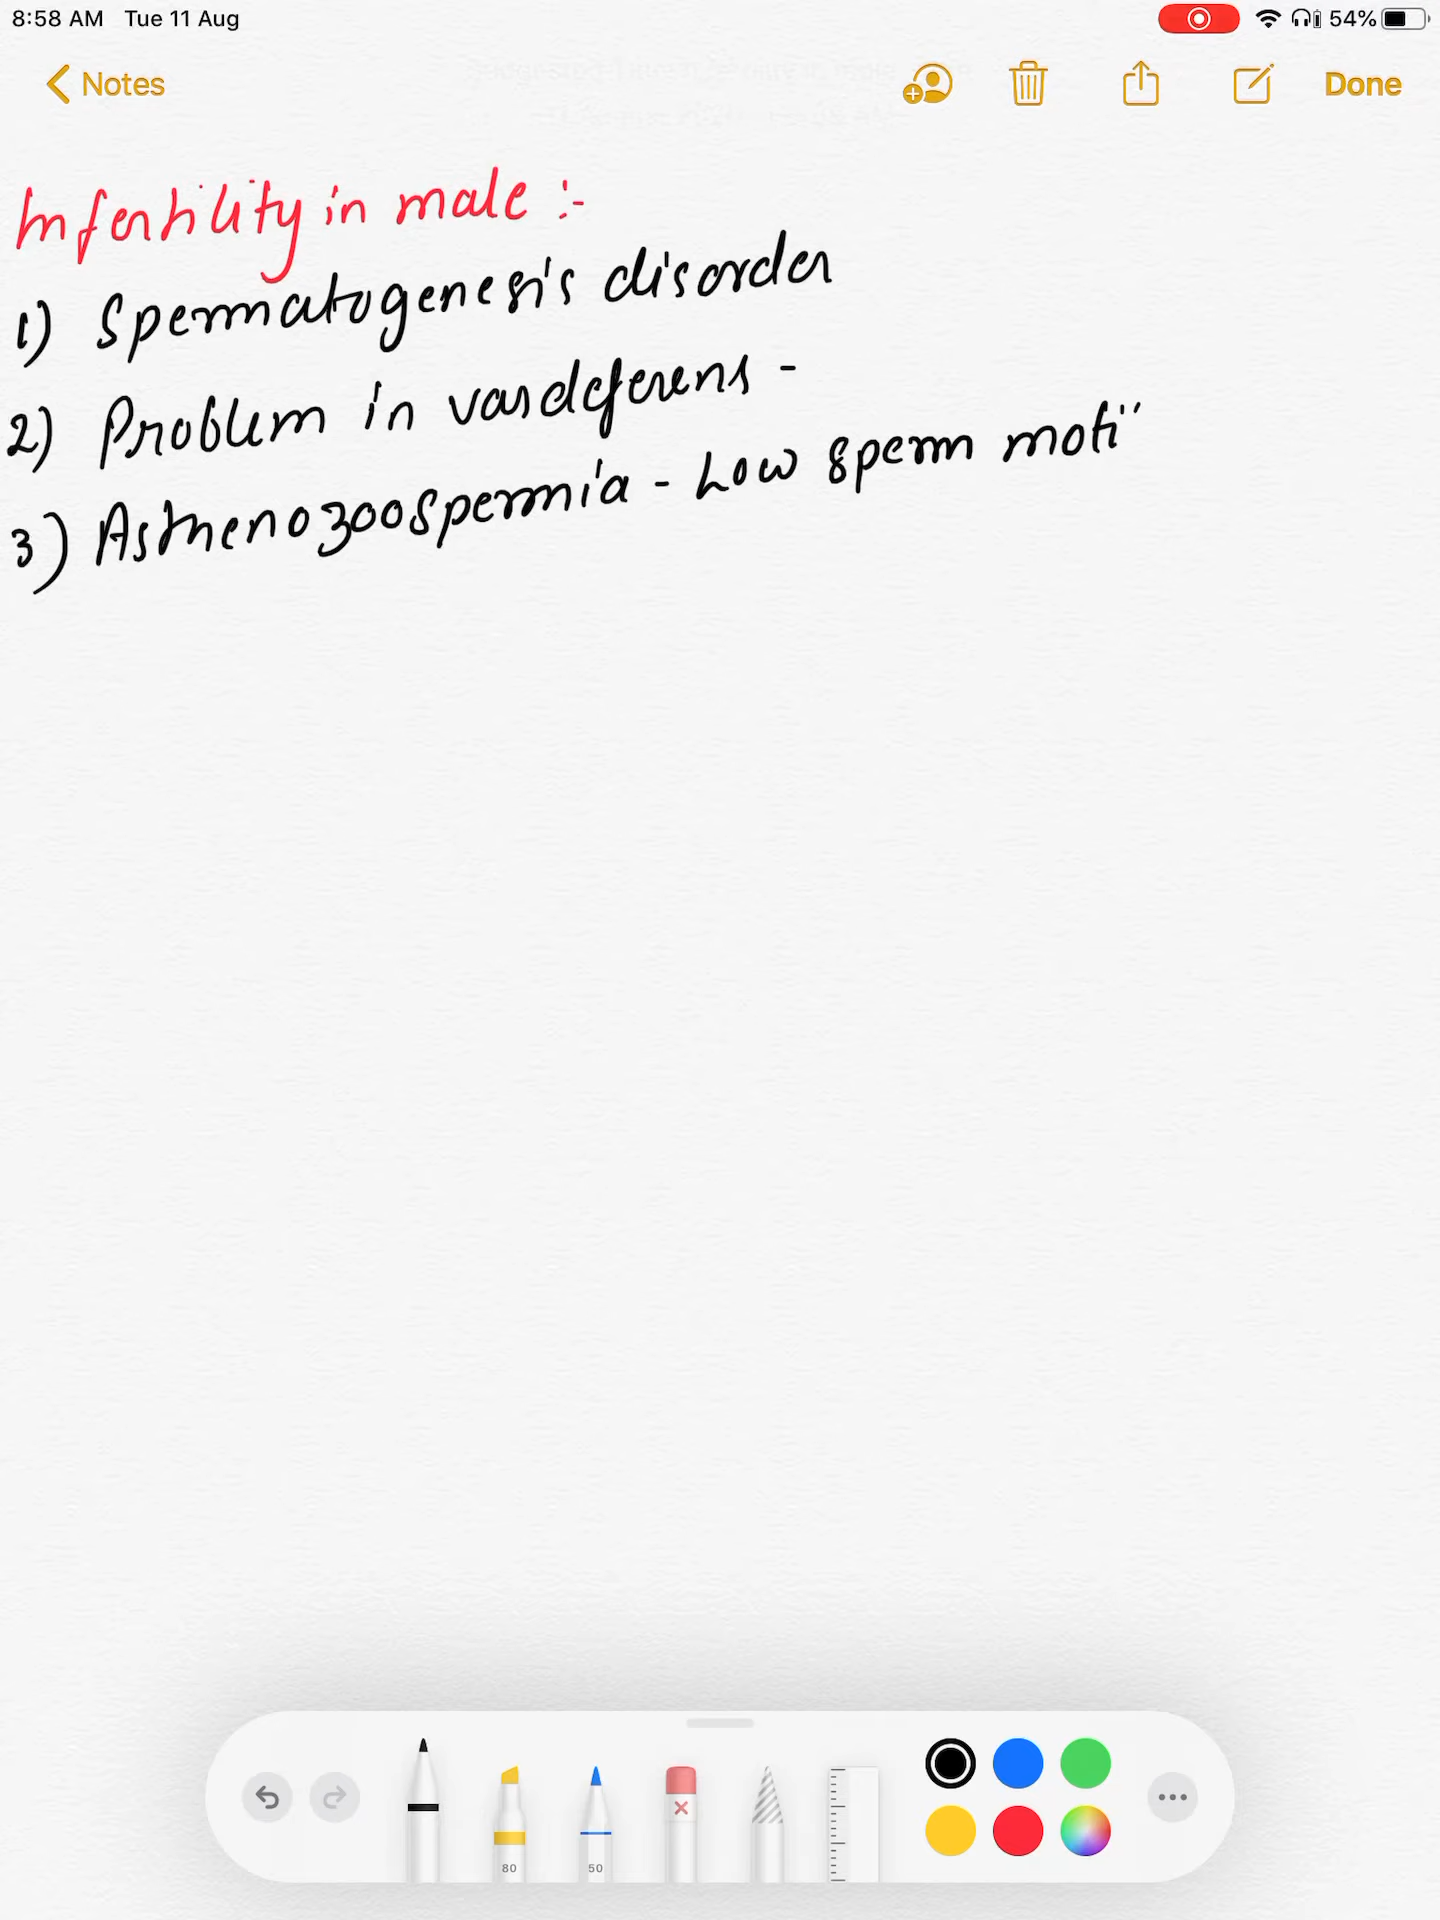 8:58 AM Tue 11 Aug 54%
Notes Done
Infertility in male :-
1) Spermatogenesis disorder
2) Problem in vasdeferens -
3) Asthenozoospermia - Low sperm moti
80 50